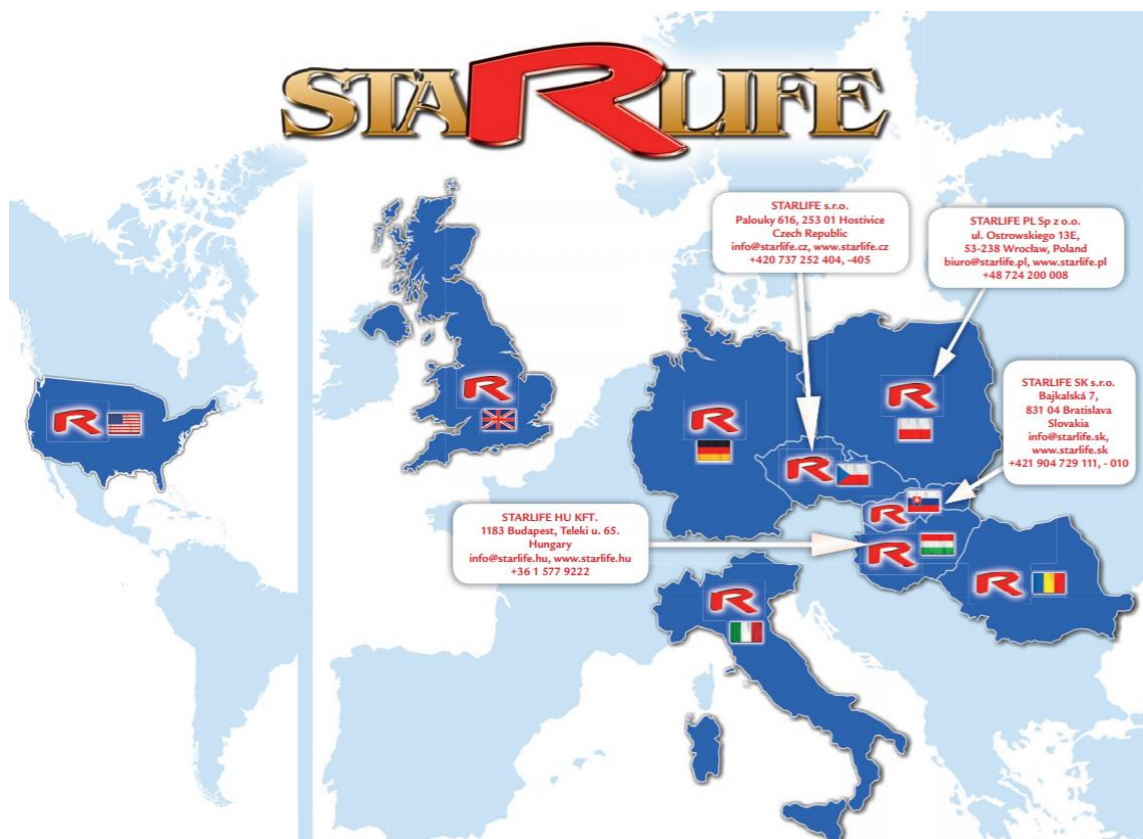 STARLIFE
STARLIFE s.r.o.
Palouky 616, 253 01 Hostivice
Czech Republic
info@starlife.cz, www.starlife.cz
+420 737 252 404, -405
STARLIFE PL Sp z o.o.
ul. Ostrowskiego 13E,
53-238 Wrocław, Poland
biuro@starlife.pl, www.starlife.pl
+48 724 200 008
STARLIFE SK s.r.o.
Bajkalská 7,
831 04 Bratislava
Slovakia
info@starlife.sk,
www.starlife.sk
+421 904 729 111, - 010
STARLIFE HU KFT.
1183 Budapest, Teleki u. 65.
Hungary
info@starlife.hu, www.starlife.hu
+36 1 577 9222
R
R
R
R
R
R
R
R
R